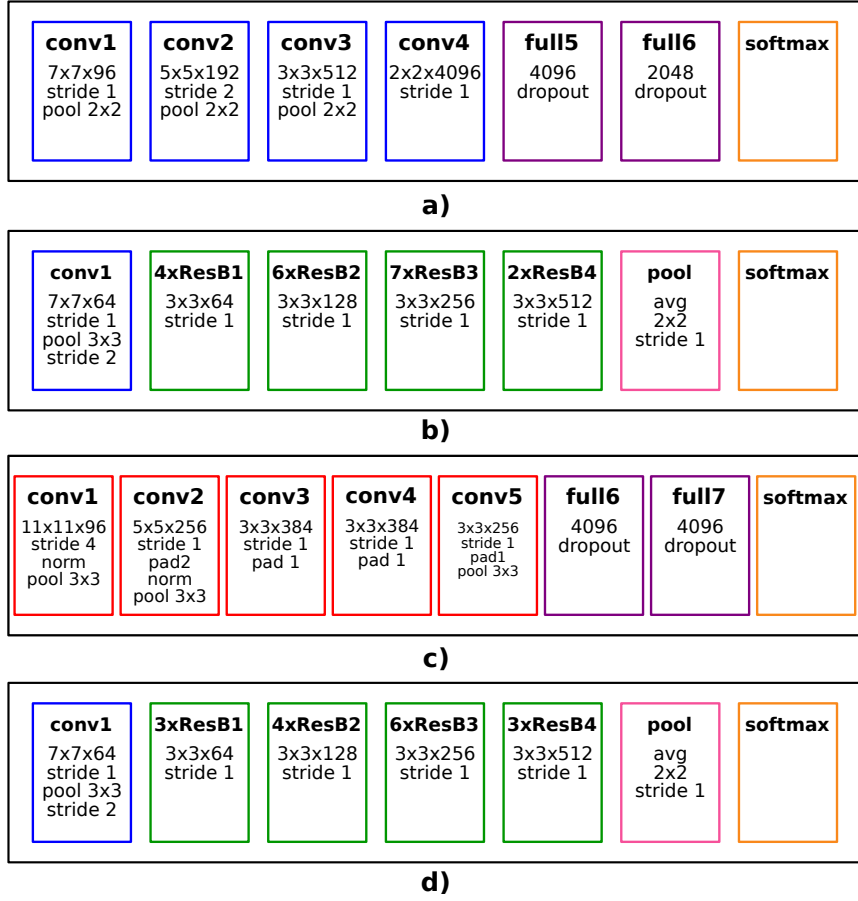 conv1
7x7x96
stride 1
pool 2x2
conv2
5x5x192
stride 2
pool 2x2
conv3
3x3x512
stride 1
pool 2x2
conv4
2x2x4096
stride 1
full5
4096
dropout
full6
2048
dropout
softmax
a)
conv1
7x7x64
stride 1
pool 3x3
stride 2
4xResB1
3x3x64
stride 1
6xResB2
3x3x128
stride 1
7xResB3
3x3x256
stride 1
2xResB4
3x3x512
stride 1
pool
avg
2x2
stride 1
softmax
b)
conv1
11x11x96
stride 4
norm
pool 3x3
conv2
5x5x256
stride 1
pad2
norm
pool 3x3
conv3
3x3x384
stride 1
pad 1
conv4
3x3x384
stride 1
pad 1
conv5
3x3x256
stride 1
pad1
pool 3x3
full6
4096
dropout
full7
4096
dropout
softmax
c)
conv1
7x7x64
stride 1
pool 3x3
stride 2
3xResB1
3x3x64
stride 1
4xResB2
3x3x128
stride 1
6xResB3
3x3x256
stride 1
3xResB4
3x3x512
stride 1
pool
avg
2x2
stride 1
softmax
d)